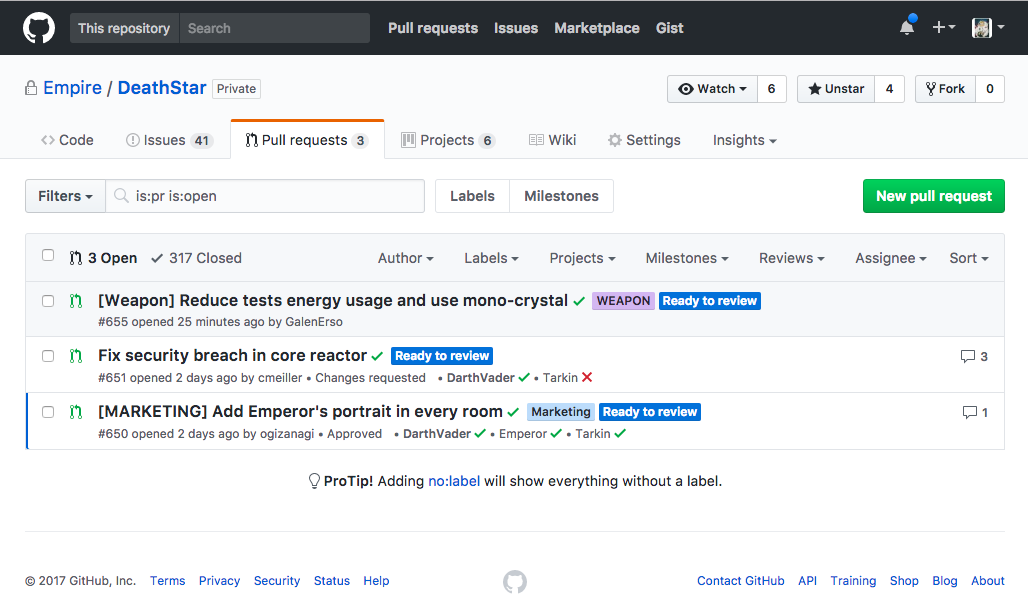 This repository Search Pull requests Issues Marketplace Gist
Empire / DeathStar Private Watch 6 Unstar 4 Fork 0
Code Issues 41 Pull requests 3 Projects 6 Wiki Settings Insights
Filters is:pr is:open Labels Milestones New pull request
3 Open 317 Closed Author Labels Projects Milestones Reviews Assignee Sort
[Weapon] Reduce tests energy usage and use mono-crystal ✓ WEAPON Ready to review
#655 opened 25 minutes ago by GalenErso
Fix security breach in core reactor ✓ Ready to review 3
#651 opened 2 days ago by cmeiller • Changes requested • DarthVader ✓ • Tarkin ✕
[MARKETING] Add Emperor's portrait in every room ✓ Marketing Ready to review 1
#650 opened 2 days ago by ogizanagi • Approved • DarthVader ✓ • Emperor ✓ • Tarkin ✓
ProTip! Adding no:label will show everything without a label.
© 2017 GitHub, Inc. Terms Privacy Security Status Help Contact GitHub API Training Shop Blog About